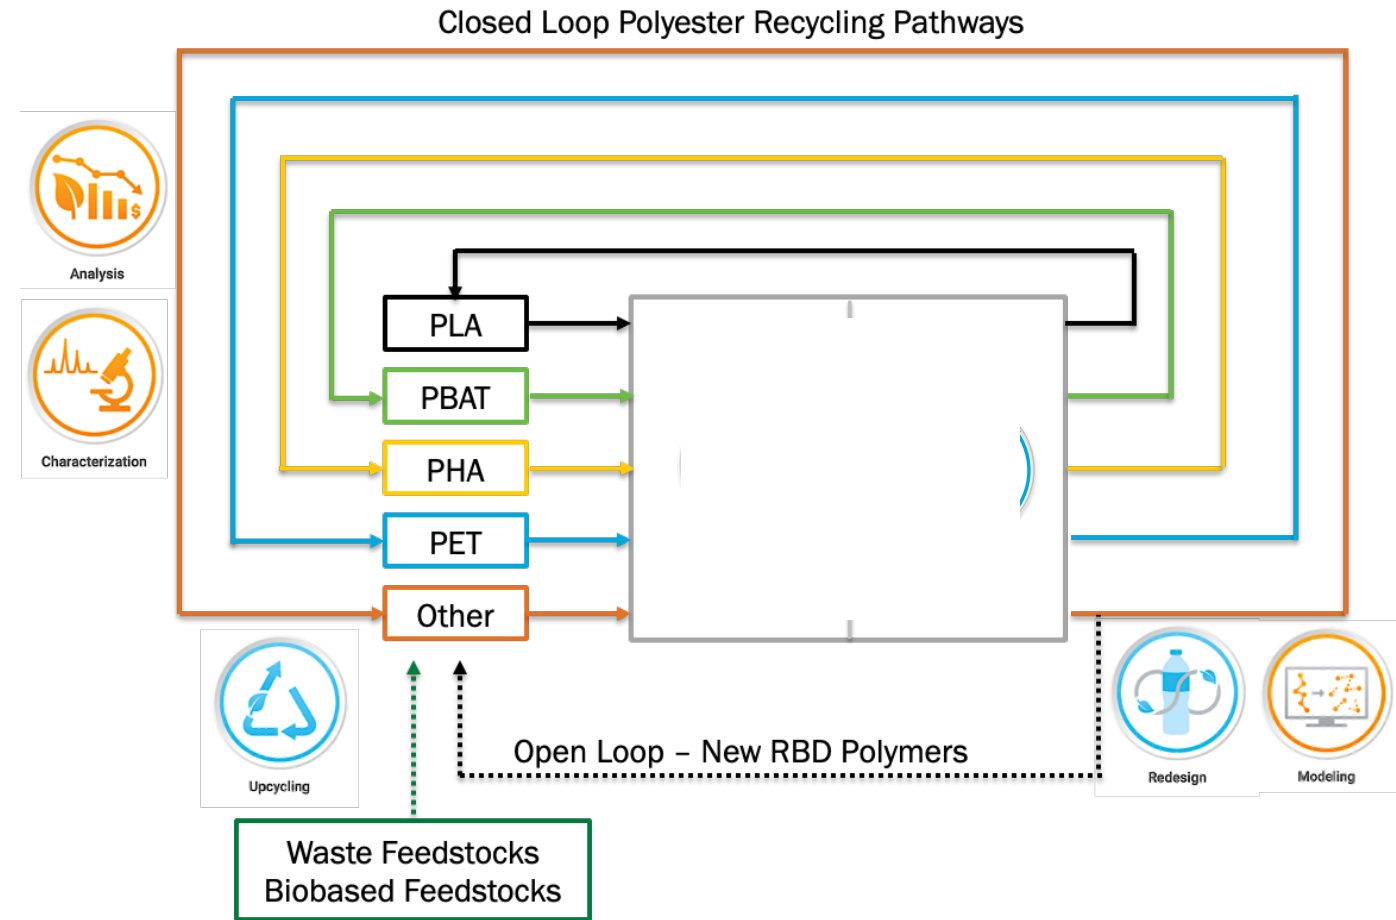 Closed Loop Polyester Recycling Pathways
$
Analysis
Characterization
PLA
PBAT
PHA
PET
Other
Upcycling
Open Loop – New RBD Polymers
Redesign
Modeling
Waste Feedstocks
Biobased Feedstocks